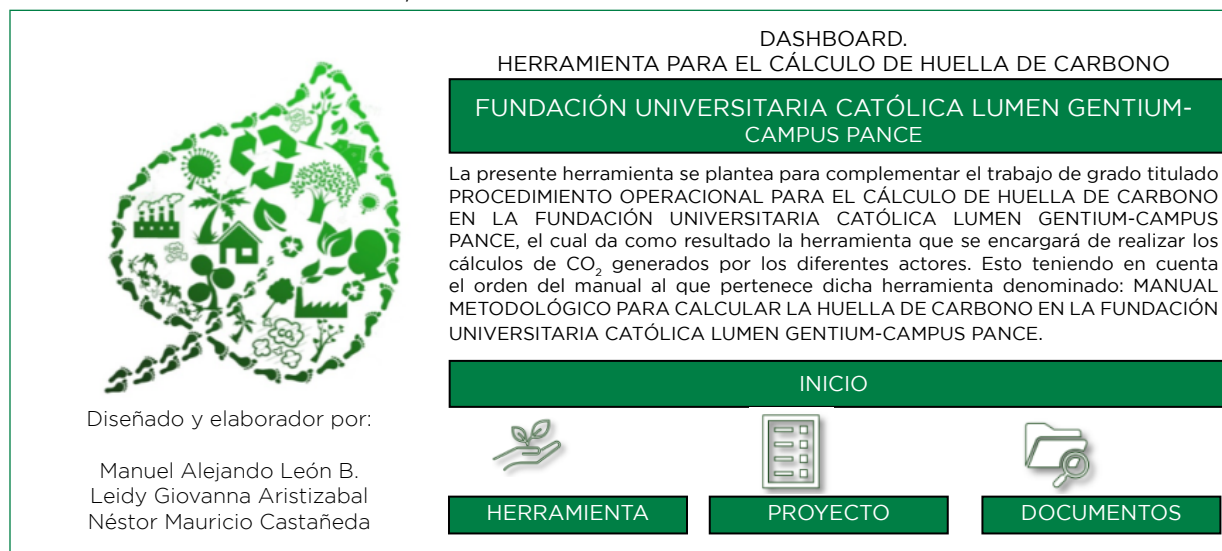 DASHBOARD.
HERRAMIENTA PARA EL CÁLCULO DE HUELLA DE CARBONO
FUNDACIÓN UNIVERSITARIA CATÓLICA LUMEN GENTIUM-
CAMPUS PANCE
La presente herramienta se plantea para complementar el trabajo de grado titulado
PROCEDIMIENTO OPERACIONAL PARA EL CÁLCULO DE HUELLA DE CARBONO
EN LA FUNDACIÓN UNIVERSITARIA CATÓLICA LUMEN GENTIUM-CAMPUS
PANCE, el cual da como resultado la herramienta que se encargará de realizar los
cálculos de CO₂ generados por los diferentes actores. Esto teniendo en cuenta
el orden del manual al que pertenece dicha herramienta denominado: MANUAL
METODOLÓGICO PARA CALCULAR LA HUELLA DE CARBONO EN LA FUNDACIÓN
UNIVERSITARIA CATÓLICA LUMEN GENTIUM-CAMPUS PANCE.
INICIO
HERRAMIENTA
PROYECTO
DOCUMENTOS
Diseñado y elaborador por:
Manuel Alejando León B.
Leidy Giovanna Aristizabal
Néstor Mauricio Castañeda